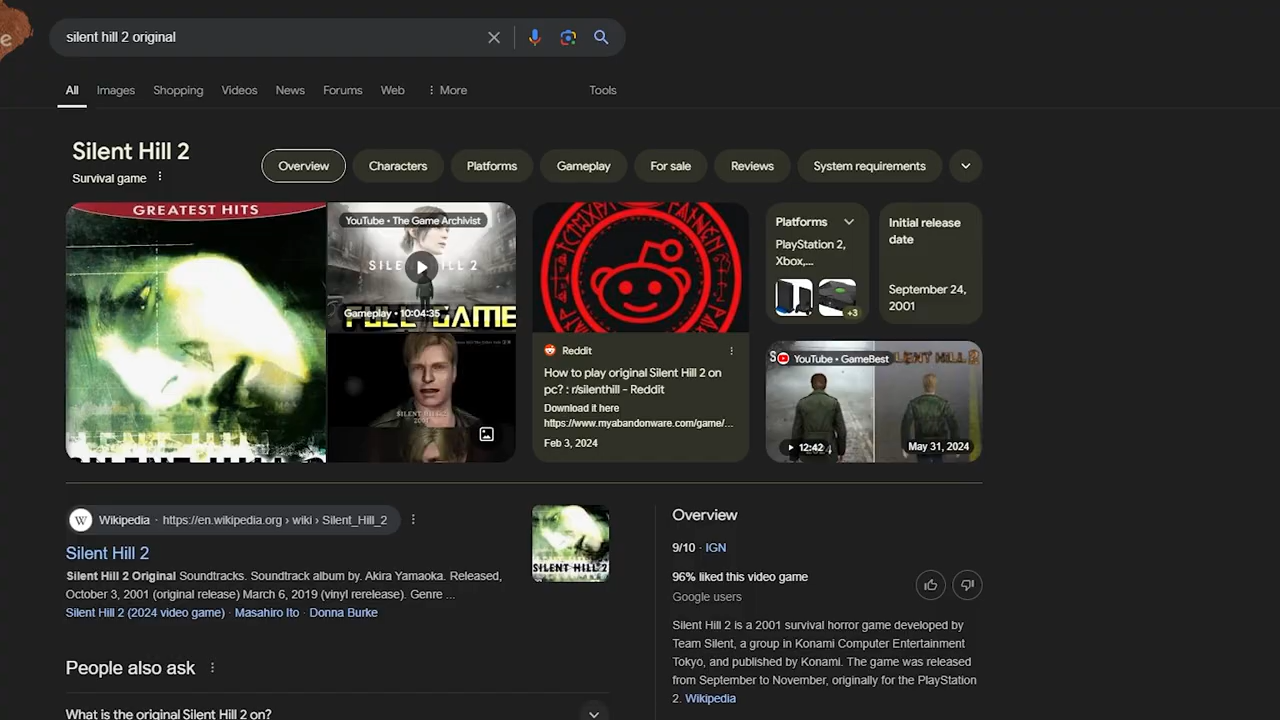 e
silent hill 2 original
All
Images
Shopping
Videos
News
Forums
Web
More
Tools
Silent Hill 2
Survival game
Overview
Characters
Platforms
Gameplay
For sale
Reviews
System requirements
GREATEST HITS
YouTube • The Game Archivist
SILE HILL 2
Gameplay • 10:04:35
FULL GAME
SILENT HILL 2
2001
Reddit
How to play original Silent Hill 2 on
pc? : r/silenthill - Reddit
Download it here
https://www.myabandonware.com/game/...
Feb 3, 2024
Platforms
PlayStation 2,
Xbox,...
+3
Initial release
date
September 24,
2001
YouTube • GameBest
12:42
May 31, 2024
W
Wikipedia · https://en.wikipedia.org › wiki › Silent_Hill_2
Silent Hill 2
Silent Hill 2 Original Soundtracks. Soundtrack album by. Akira Yamaoka. Released,
October 3, 2001 (original release) March 6, 2019 (vinyl rerelease). Genre ...
Silent Hill 2 (2024 video game) · Masahiro Ito · Donna Burke
SILENT HILL 2
People also ask
What is the original Silent Hill 2 on?
Overview
9/10 · IGN
96% liked this video game
Google users
Silent Hill 2 is a 2001 survival horror game developed by
Team Silent, a group in Konami Computer Entertainment
Tokyo, and published by Konami. The game was released
from September to November, originally for the PlayStation
2. Wikipedia